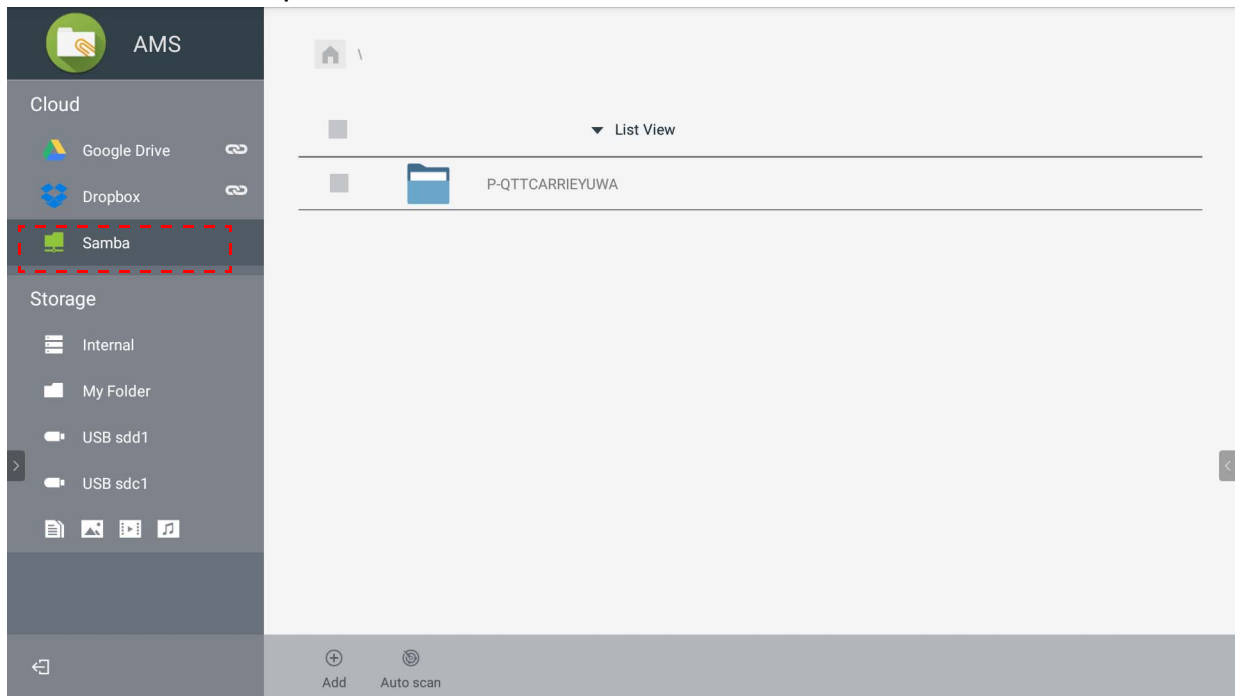 AMS
Cloud
Google Drive
Dropbox
Samba
Storage
Internal
My Folder
USB sdd1
USB sdc1
\
List View
P-QTTCARRIEYUWA
Add Auto scan